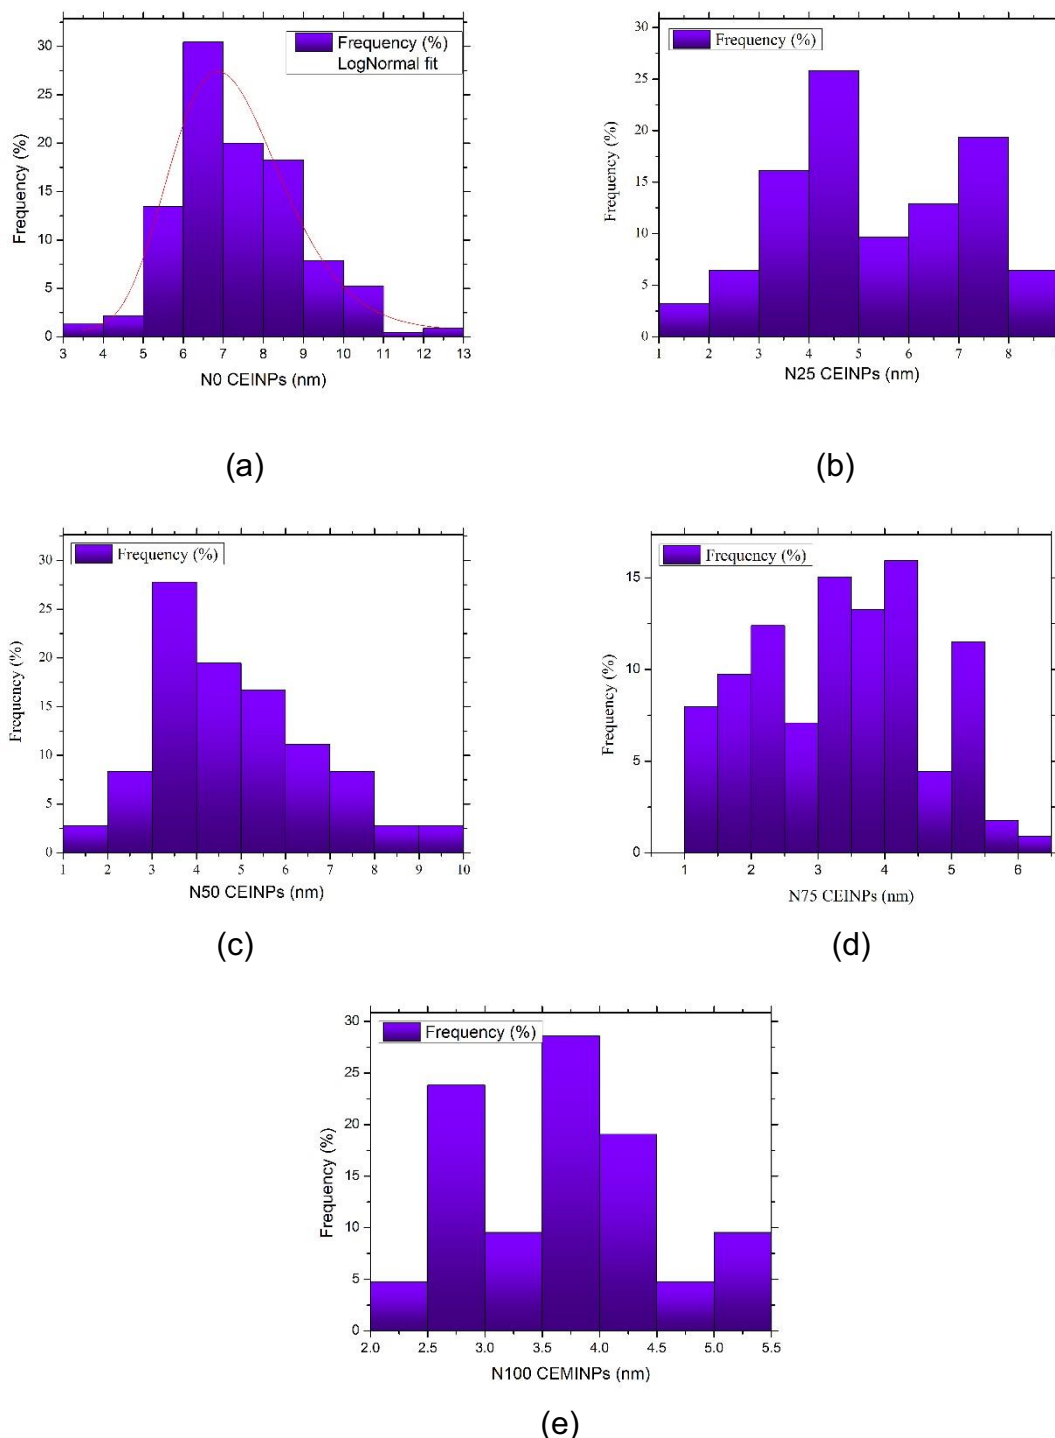 Frequency (%)
LogNormal fit
30
25
20
15
10
5
0
Frequency (%)
3 4 5 6 7 8 9 10 11 12 13
N0 CEINPs (nm)
(a)
Frequency (%)
30
25
20
15
10
5
0
Frequency (%)
1 2 3 4 5 6 7 8
N25 CEINPs (nm)
(b)
Frequency (%)
30
25
20
15
10
5
0
Frequency (%)
1 2 3 4 5 6 7 8 9 10
N50 CEINPs (nm)
(c)
Frequency (%)
15
10
5
0
Frequency (%)
1 2 3 4 5 6
N75 CEINPs (nm)
(d)
Frequency (%)
30
25
20
15
10
5
0
Frequency (%)
2.0 2.5 3.0 3.5 4.0 4.5 5.0 5.5
N100 CEMINPs (nm)
(e)